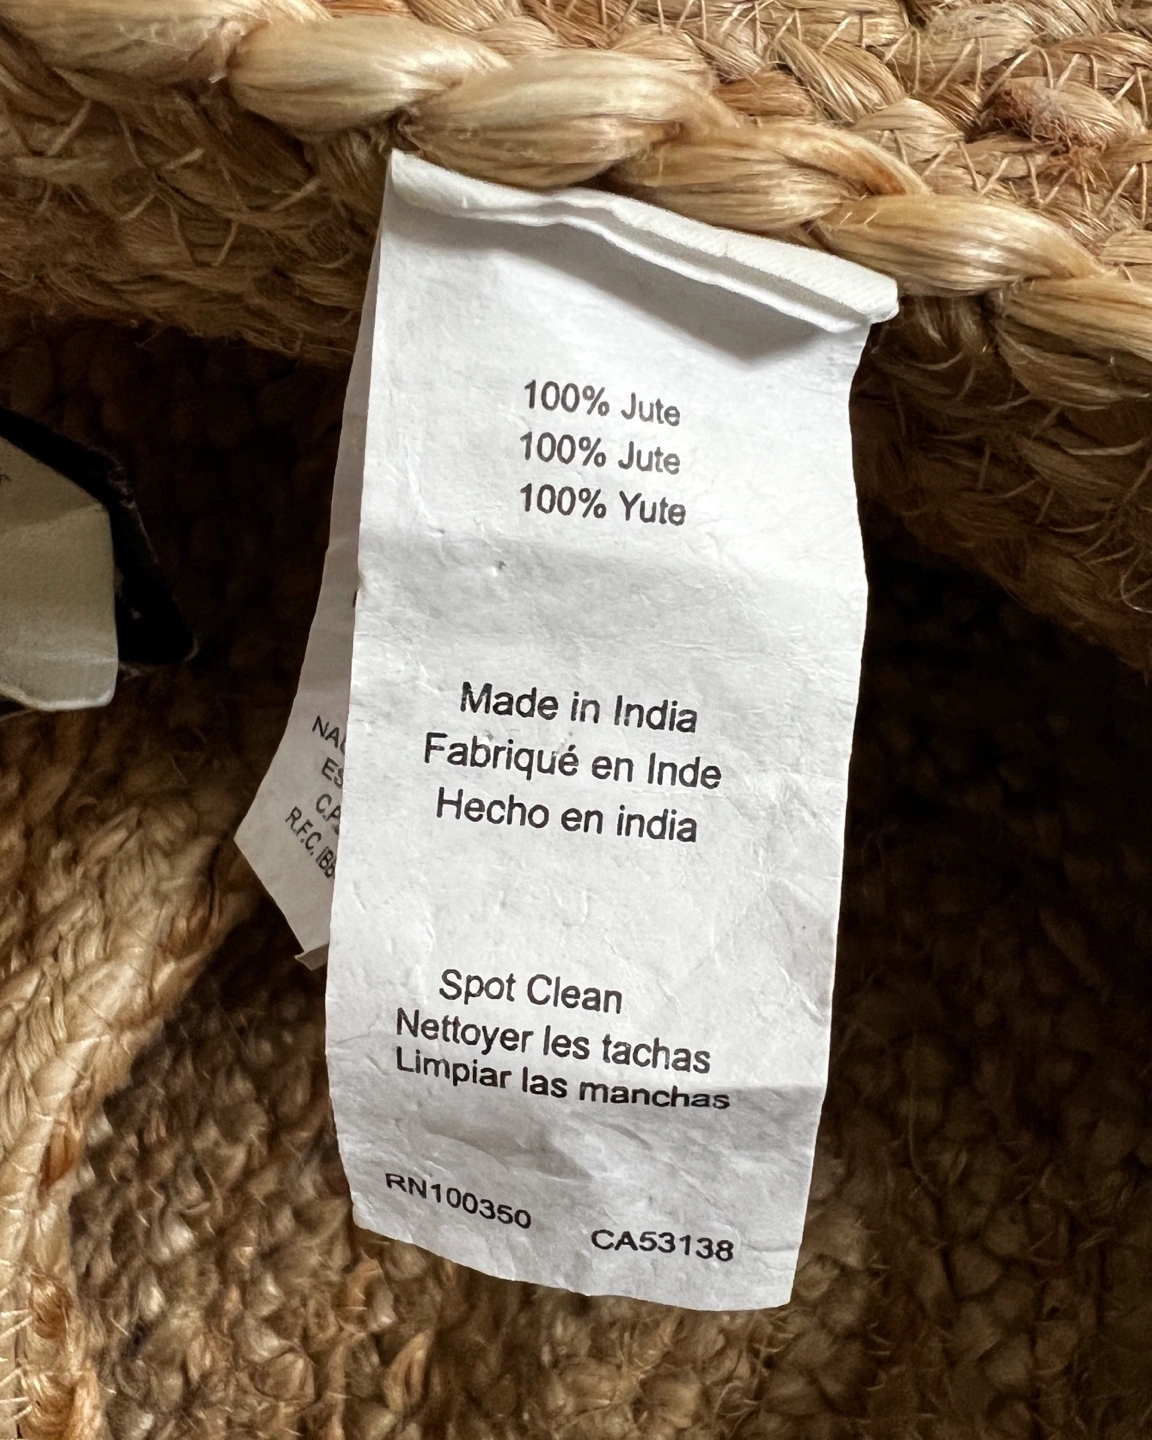 100% Jute
100% Jute
100% Yute
Made in India
Fabriqué en Inde
Hecho en india
Spot Clean
Nettoyer les tachas
Limpiar las manchas
RN100350 CA53138
R.F.C.